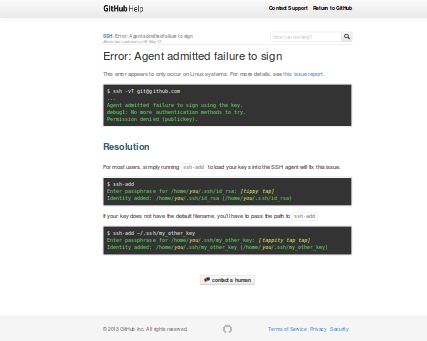 GitHub Help
Contact Support Return to GitHub
SSH: Error: Agent admitted failure to sign
How can we help?
Error: Agent admitted failure to sign
This error appears to only occur on Linux systems. For more details, see this issue report.
$ ssh -vT git@github.com
...
Agent admitted failure to sign using the key.
debug1: No more authentication methods to try.
Permission denied (publickey).
Resolution
For most users, simply running ssh-add to load your keys into the SSH agent will fix this issue.
$ ssh-add
Enter passphrase for /home/you/.ssh/id_rsa: [tippy tap]
Identity added: /home/you/.ssh/id_rsa (/home/you/.ssh/id_rsa)
If your key does not have the default filename, you'll have to pass the path to ssh-add
$ ssh-add ~/.ssh/my_other_key
Enter passphrase for /home/you/.ssh/my_other_key: [tappity tap tap]
Identity added: /home/you/.ssh/my_other_key (/home/you/.ssh/my_other_key)
contact a human
© 2013 GitHub Inc. All rights reserved.
Terms of Service Privacy Security